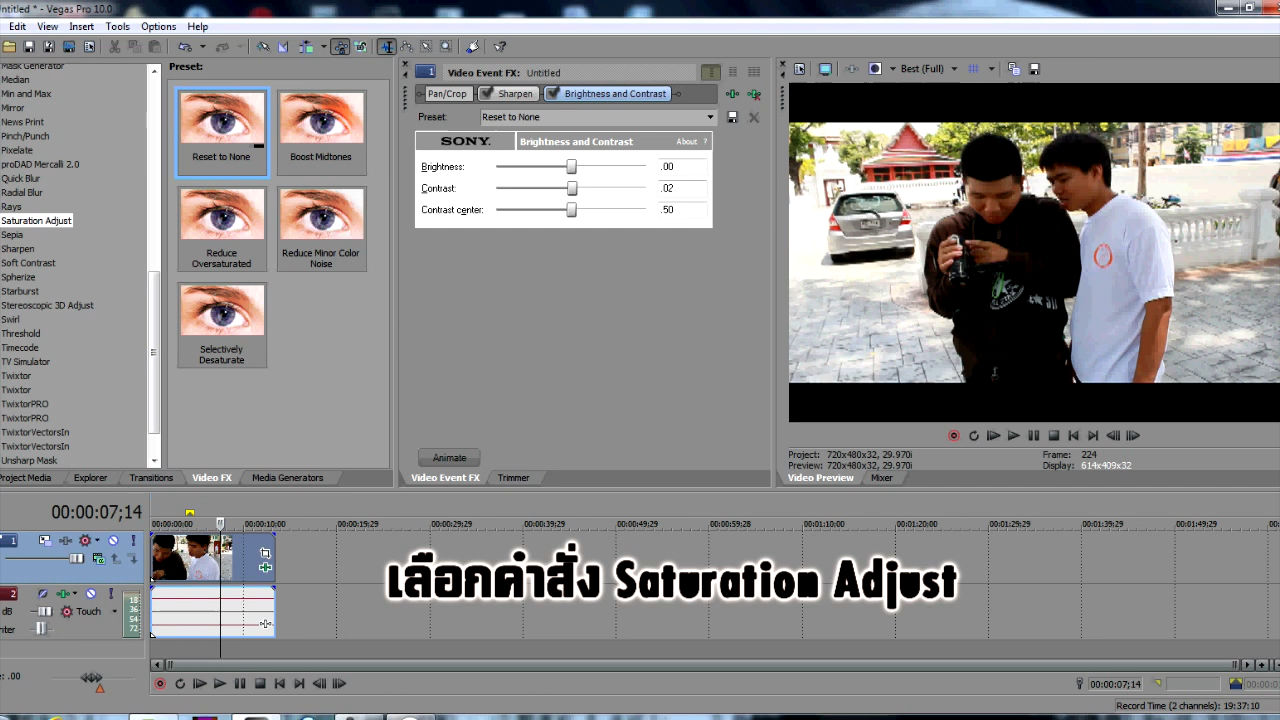 Untitled * - Vegas Pro 10.0
Edit View Insert Tools Options Help
Mask Generator
Median
Min and Max
Mirror
News Print
Pinch/Punch
Pixelate
proDAD Mercalli 2.0
Quick Blur
Radial Blur
Rays
Saturation Adjust
Sepia
Sharpen
Soft Contrast
Spherize
Starburst
Stereoscopic 3D Adjust
Swirl
Threshold
Timecode
TV Simulator
Twixtor
Twixtor
TwixtorPRO
TwixtorPRO
TwixtorVectorsIn
TwixtorVectorsIn
Unsharp Mask
Preset:
Reset to None
Boost Midtones
Reduce Oversaturated
Reduce Minor Color Noise
Selectively Desaturate
Project Media Explorer Transitions Video FX Media Generators
1 Video Event FX: Untitled
Pan/Crop Sharpen Brightness and Contrast
Preset: Reset to None
SONY. Brightness and Contrast About ?
Brightness: .00
Contrast: .02
Contrast center: .50
Animate
Video Event FX Trimmer
Best (Full)
Project: 720x480x32, 29.970i Frame: 224
Preview: 720x480x32, 29.970i Display: 614x409x32
Video Preview Mixer
00:00:07;14
00:00:00:00 00:00:10:00 00:00:19:29 00:00:29:29 00:00:39:29 00:00:49:29 00:00:59:28 00:01:10:00 00:01:20:00 00:01:29:29 00:01:39:29 00:01:49:29
1
เลือกคำสั่ง Saturation Adjust
2
dB Touch
18
36
54
72
.00
00:00:07;14
Record Time (2 channels): 19:37:10